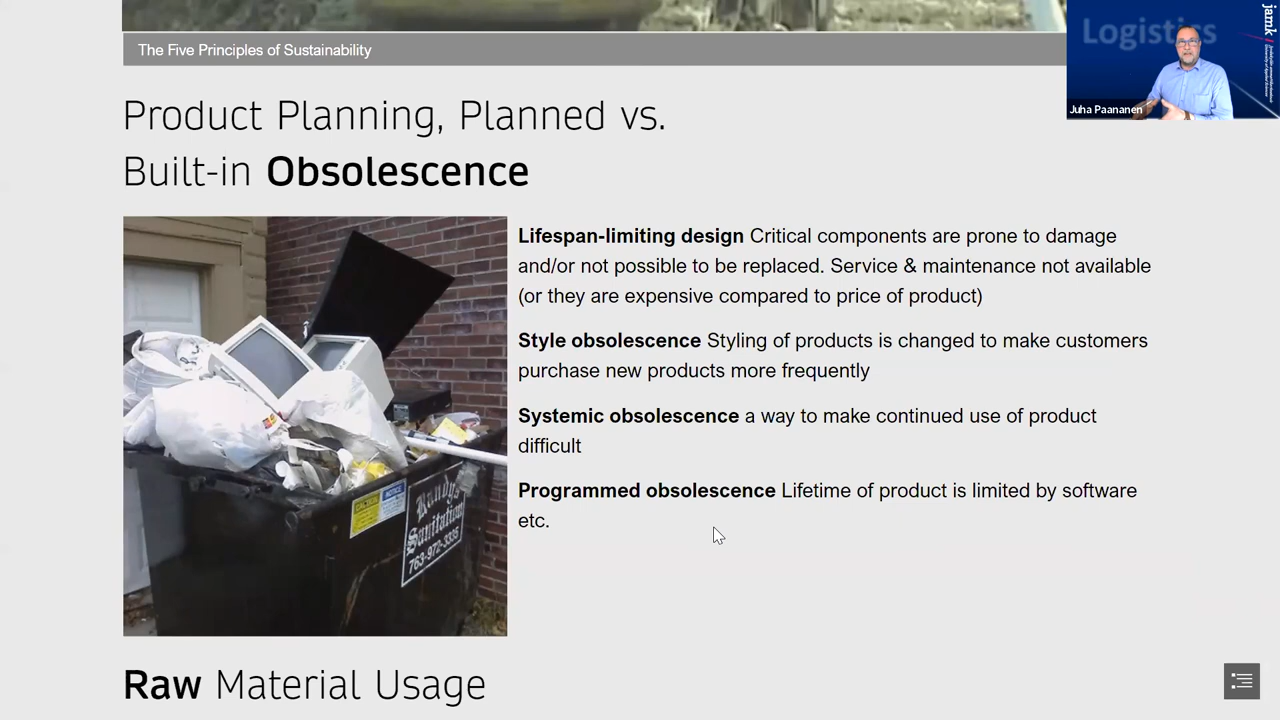 The Five Principles of Sustainability
Logistics
jamk
Juha Paananen
Product Planning, Planned vs.
Built-in Obsolescence
Lifespan-limiting design Critical components are prone to damage
and/or not possible to be replaced. Service & maintenance not available
(or they are expensive compared to price of product)
Style obsolescence Styling of products is changed to make customers
purchase new products more frequently
Systemic obsolescence a way to make continued use of product
difficult
Programmed obsolescence Lifetime of product is limited by software
etc.
CAUTION
NOTICE
Randy's
Sanitation
763-972-3335
Raw Material Usage